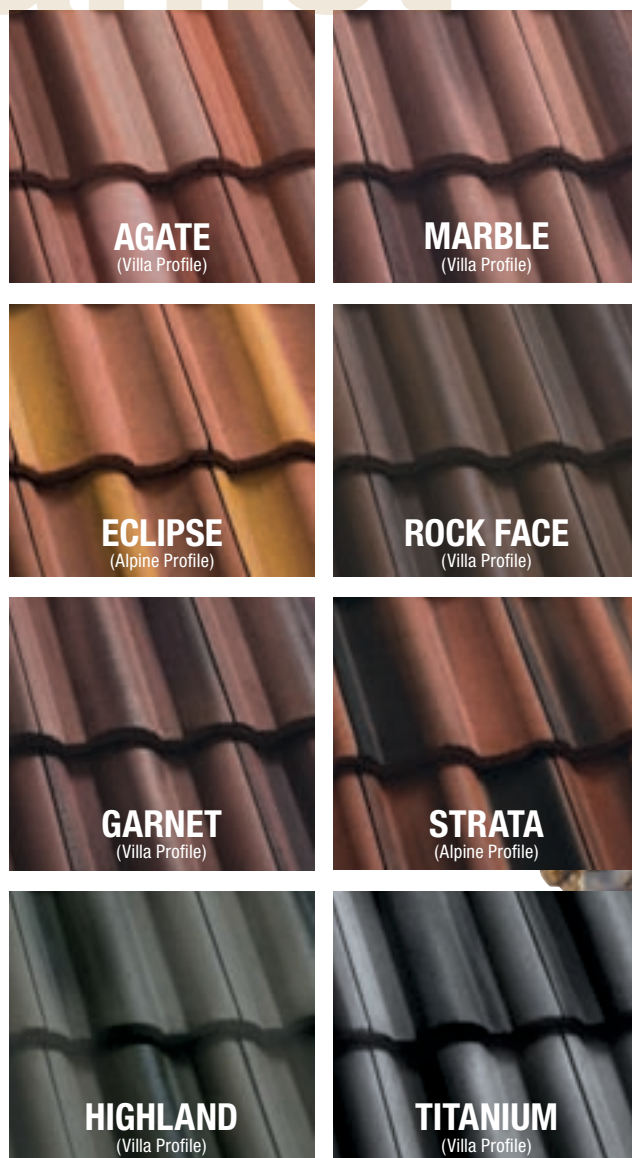 AGATE
(Villa Profile)
MARBLE
(Villa Profile)
ECLIPSE
(Alpine Profile)
ROCK FACE
(Villa Profile)
GARNET
(Villa Profile)
STRATA
(Alpine Profile)
HIGHLAND
(Villa Profile)
TITANIUM
(Villa Profile)